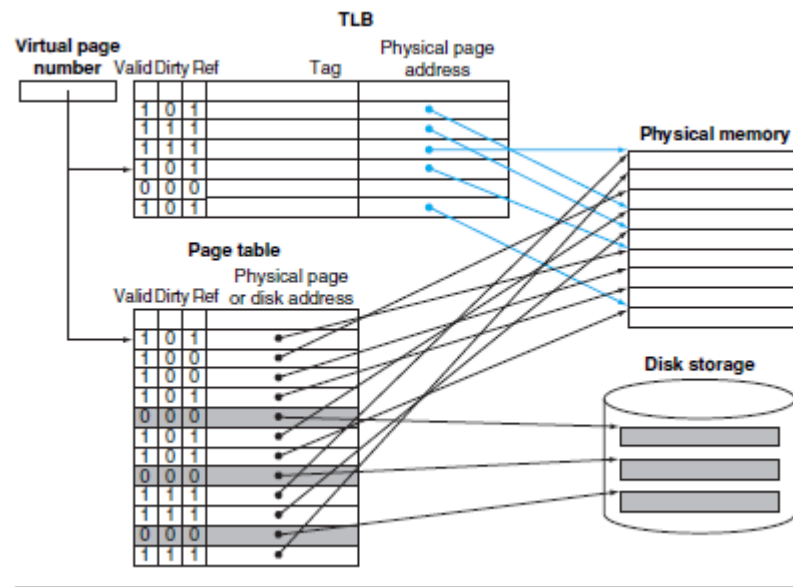 TLB
Virtual page
number
Valid Dirty Ref
Tag
Physical page
address
1 0 1
1 1 1
1 1 1
1 0 1
0 0 0
1 0 1
Physical memory
Page table
Physical page
or disk address
Valid Dirty Ref
1 0 1
1 0 0
1 0 0
1 0 1
0 0 0
1 0 1
1 0 1
0 0 0
1 1 1
1 1 1
0 0 0
1 1 1
Disk storage